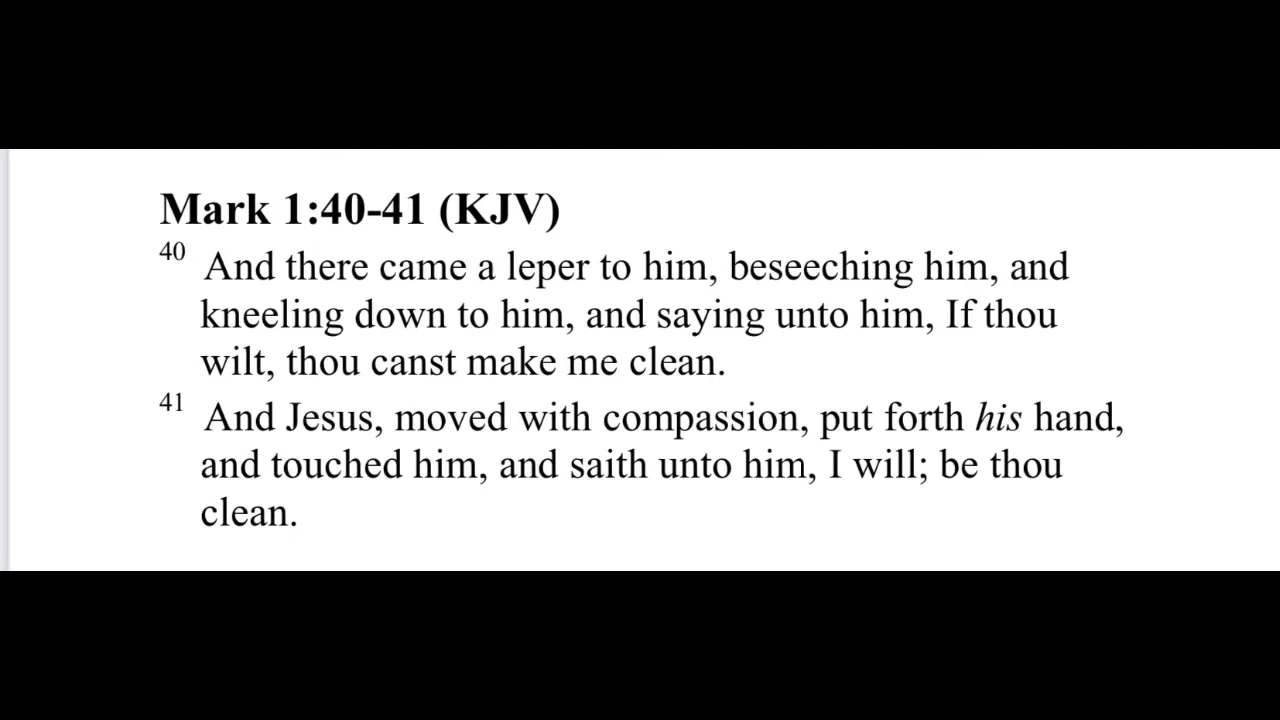 Mark 1:40-41 (KJV)
40 And there came a leper to him, beseeching him, and
kneeling down to him, and saying unto him, If thou
wilt, thou canst make me clean.
41 And Jesus, moved with compassion, put forth his hand,
and touched him, and saith unto him, I will; be thou
clean.